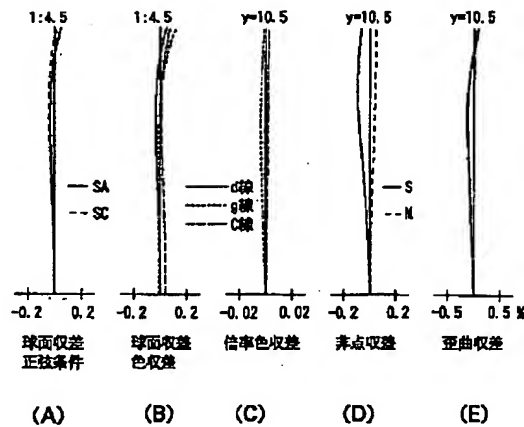 1:4.5 1:4.5 y=10.5 y=10.5 y=10.5
SA
SC
d線
g線
C線
S
M
-0.2 0.2 -0.2 0.2 -0.02 0.02 -0.2 0.2 -0.5 0.5 %
球面収差 球面収差 倍率色収差 非点収差 歪曲収差
正弦条件 色収差
(A) (B) (C) (D) (E)